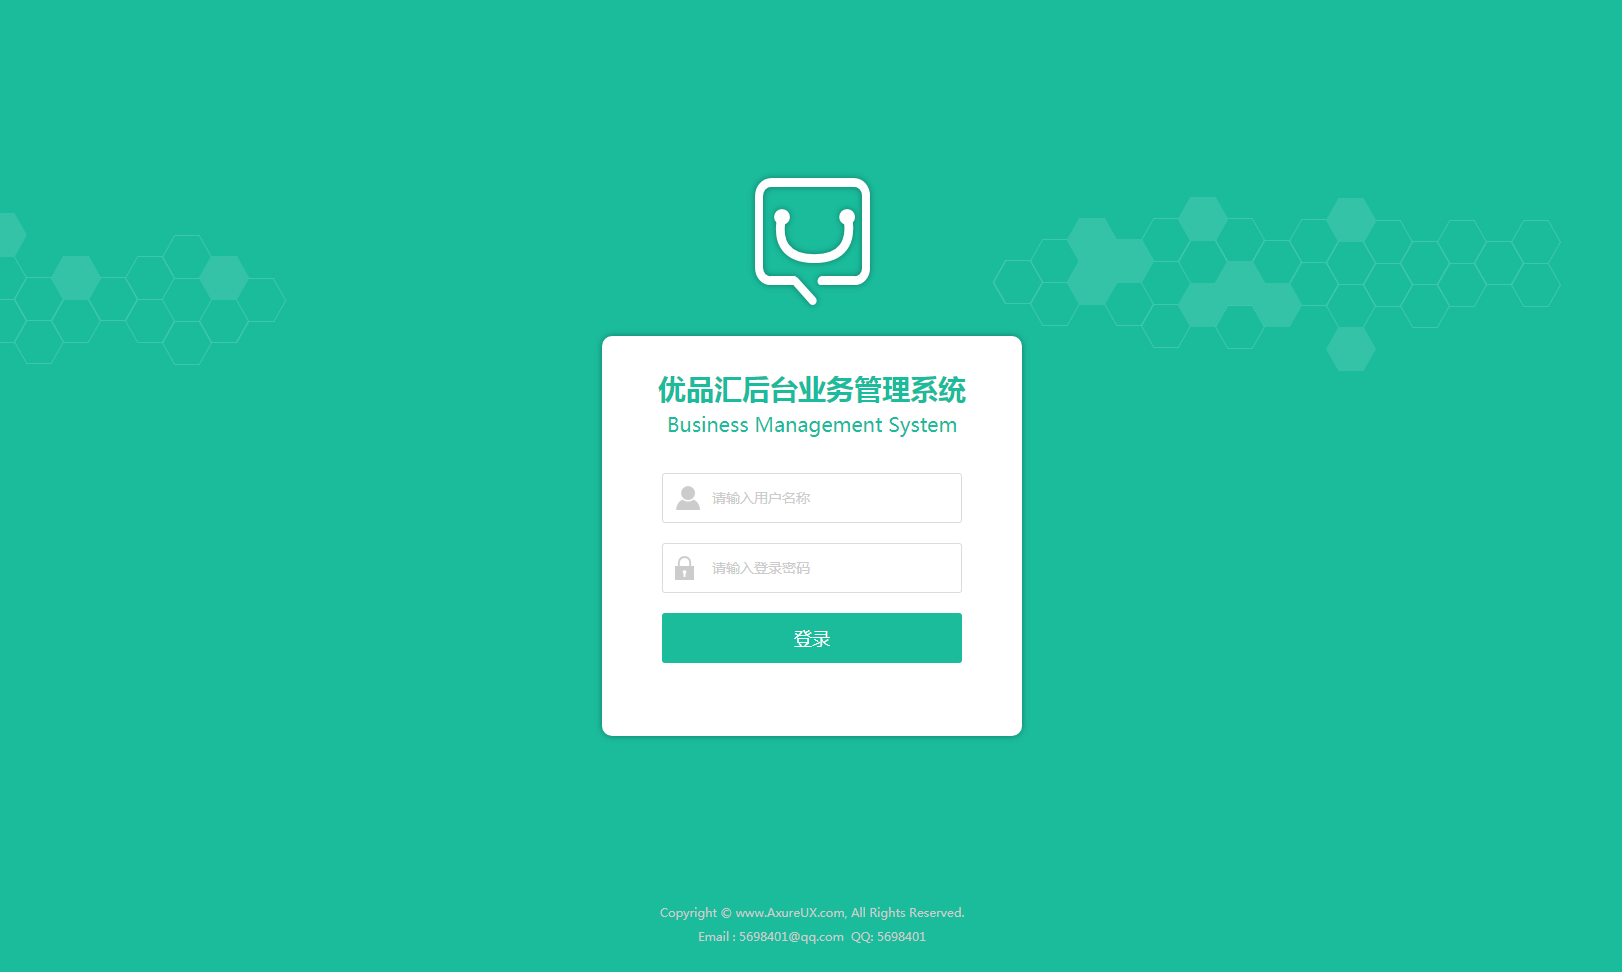 优品汇后台业务管理系统
Business Management System
请输入用户名称
请输入登录密码
登录
Copyright © www.AxureUX.com, All Rights Reserved.
Email : 5698401@qq.com QQ: 5698401